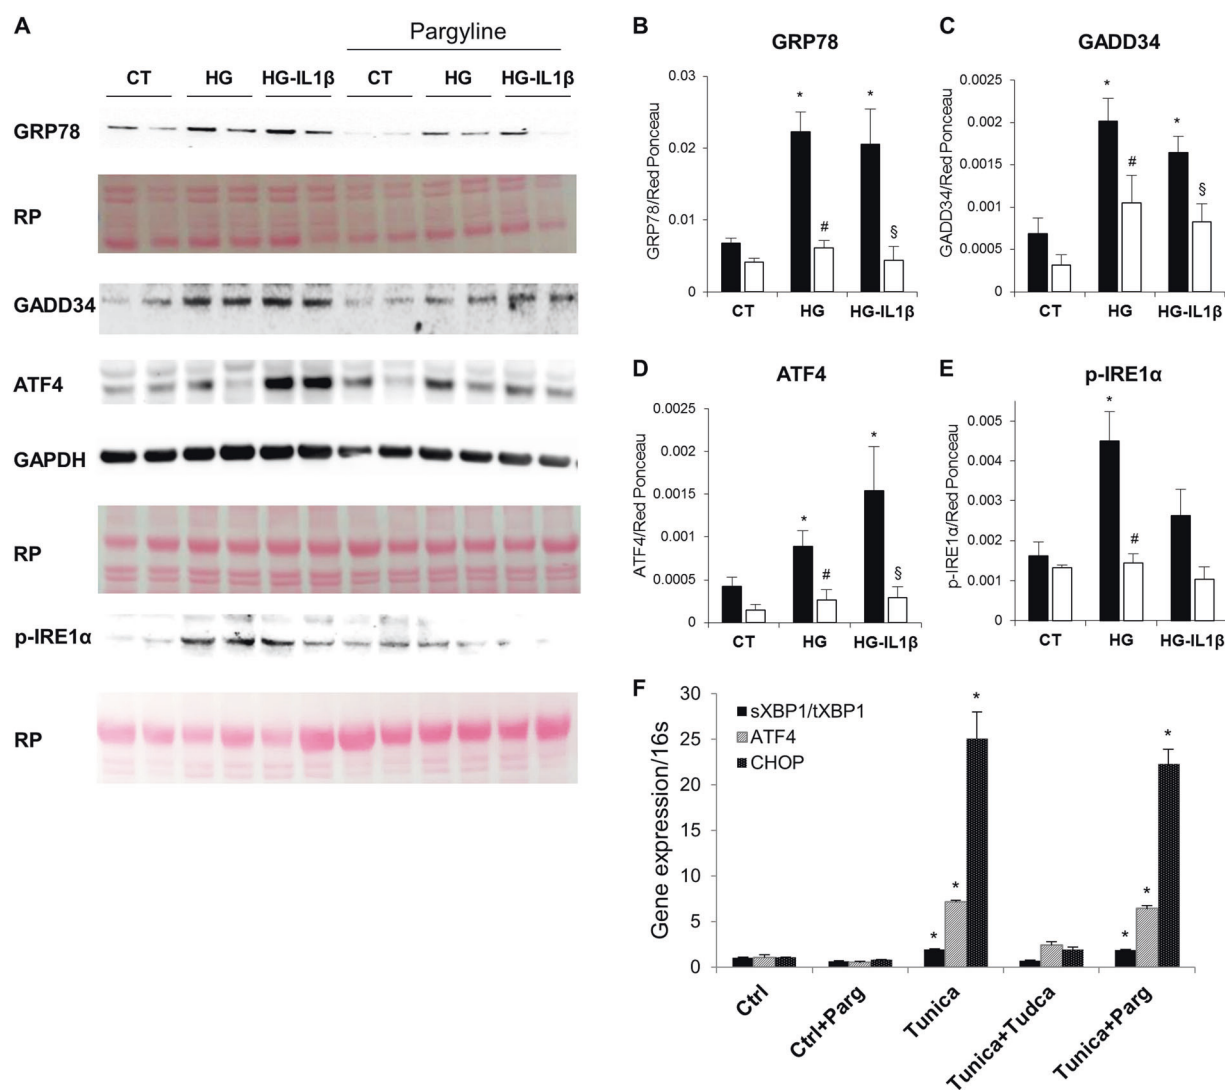 A
Pargyline
CT HG HG-IL1β CT HG HG-IL1β
GRP78
RP
GADD34
ATF4
GAPDH
RP
p-IRE1α
RP
B
GRP78
GRP78/Red Ponceau
0.03
0.02
0.01
0
* # * §
CT HG HG-IL1β
C
GADD34
GADD34/Red Ponceau
0.0025
0.002
0.0015
0.001
0.0005
0
* # * §
CT HG HG-IL1β
D
ATF4
ATF4/Red Ponceau
0.0025
0.002
0.0015
0.001
0.0005
0
* # * §
CT HG HG-IL1β
E
p-IRE1α
p-IRE1α/Red Ponceau
0.005
0.004
0.003
0.002
0.001
0
* #
CT HG HG-IL1β
F
Gene expression/16s
30
25
20
15
10
5
0
sXBP1/tXBP1
ATF4
CHOP
* * * * * *
Ctrl
Ctrl+Parg
Tunica
Tunica+Tudca
Tunica+Parg